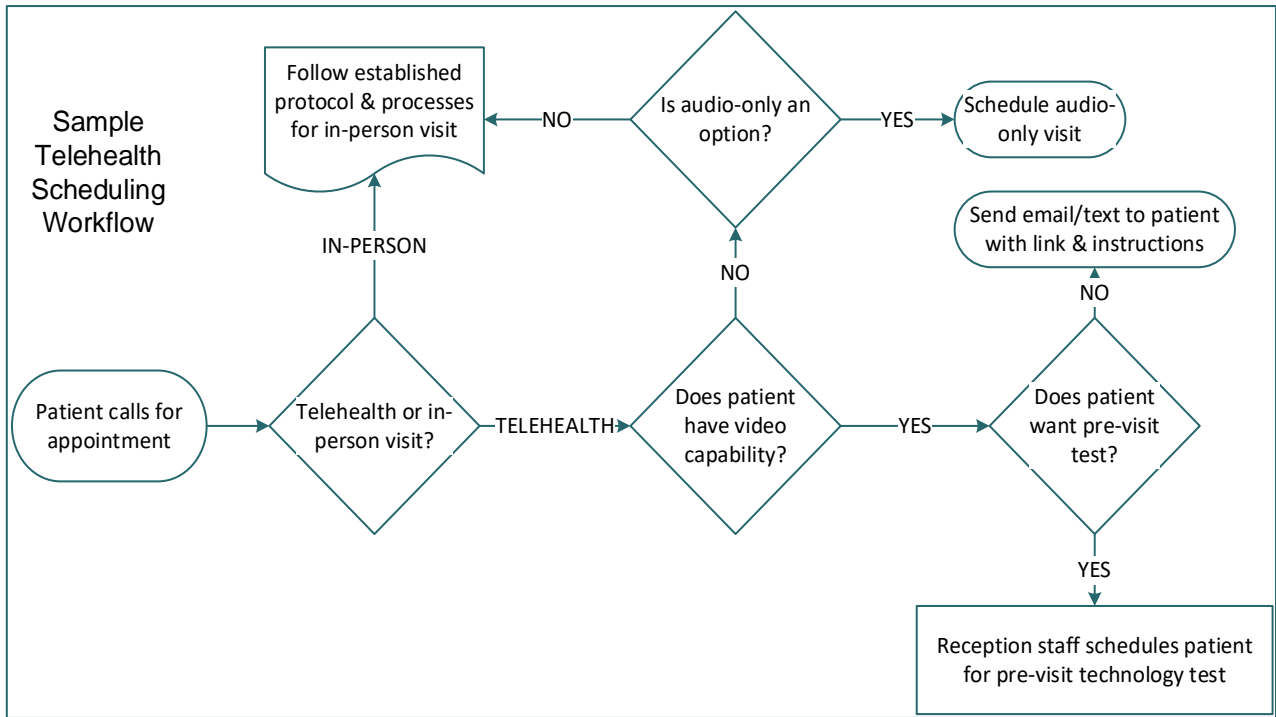 Sample
Telehealth
Scheduling
Workflow
Follow established
protocol & processes
for in-person visit
NO
Is audio-only an
option?
YES
Schedule audio-
only visit
IN-PERSON
NO
Send email/text to patient
with link & instructions
NO
Patient calls for
appointment
Telehealth or in-
person visit?
TELEHEALTH
Does patient
have video
capability?
YES
Does patient
want pre-visit
test?
YES
Reception staff schedules patient
for pre-visit technology test